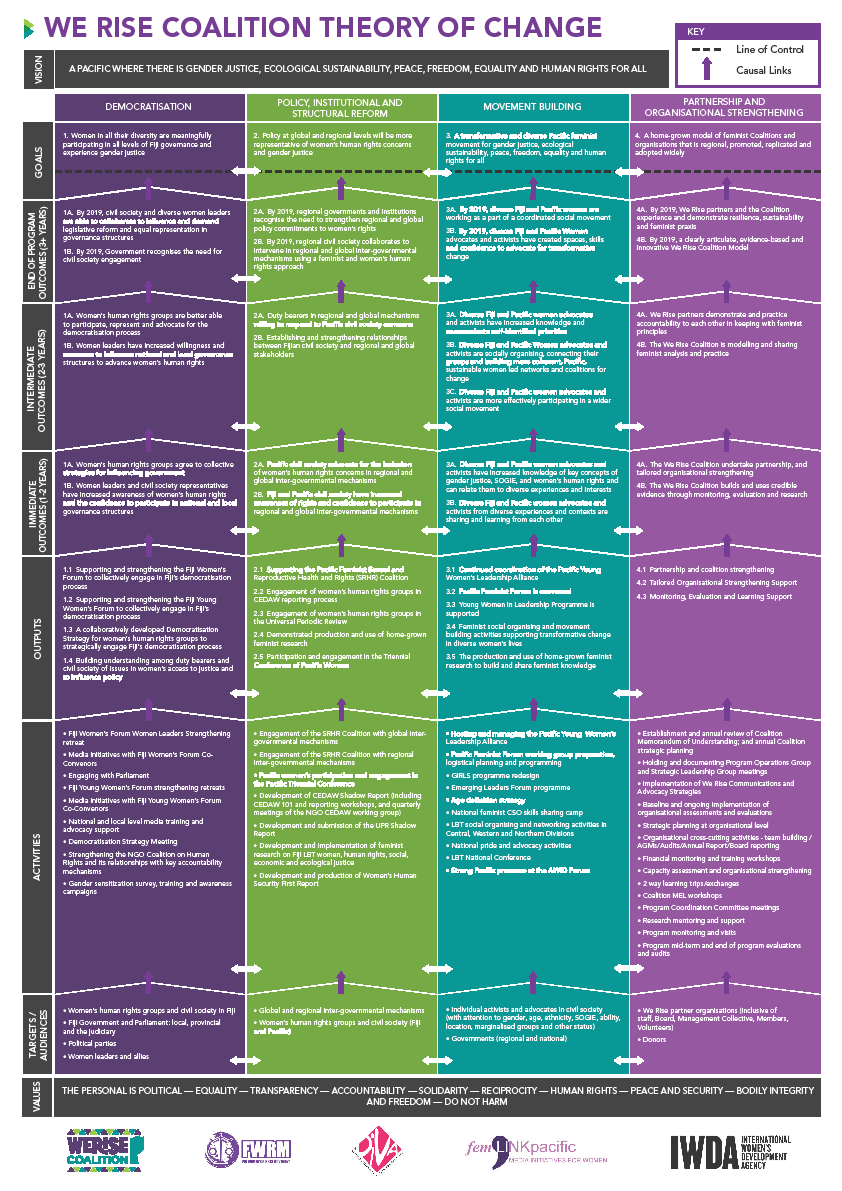 WE RISE COALITION THEORY OF CHANGE
KEY
Line of Control
Causal Links
VISION
A PACIFIC WHERE THERE IS GENDER JUSTICE, ECOLOGICAL SUSTAINABILITY, PEACE, FREEDOM, EQUALITY AND HUMAN RIGHTS FOR ALL
DEMOCRATISATION
POLICY, INSTITUTIONAL AND
STRUCTURAL REFORM
MOVEMENT BUILDING
PARTNERSHIP AND
ORGANISATIONAL STRENGTHENING
GOALS
1. Women in all their diversity are meaningfully
participating in all levels of Fiji governance and
experience gender justice
2. Policy at global and regional levels will be more
representative of women's rights concerns
and gender justice
3. A transformative and diverse Pacific feminist
movement for gender justice, ecological
sustainability, peace, freedom, equality and human
rights for all
4. A home-grown model of feminist Coalitions and
organisations that is regional, promoted, replicated and
adopted widely
END OF PROGRAM
OUTCOMES (3+ YEARS)
1A. By 2019, civil society and diverse women leaders
are able to collaborate to influence and demand
legislative reform and equal representation in
governance structures
1B. By 2019, Government recognises the need for
civil society engagement
2A. By 2019, regional governments and institutions
recognise the need to strengthen regional and global
policy commitments to women's rights
2B. By 2019, regional civil society collaborates to
intervene in regional and global inter-governmental
mechanisms using a feminist and women's human
rights approach
3A. By 2019, diverse Fiji and Pacific women are
working as a part of a coordinated social movement
3B. By 2019, diverse Fiji and Pacific Women
advocates and activists have created spaces, skills
and confidence to advocate for transformative
change
4A. By 2019, We Rise partners and the Coalition
experience and demonstrate resilience, sustainability
and feminist praxis
4B. By 2019, a clearly articulate, evidence-based and
innovative We Rise Coalition Model
INTERMEDIATE
OUTCOMES (2-3 YEARS)
1A. Women's human rights groups are better able
to participate, represent and advocate for the
democratisation process
1B. Women leaders have increased willingness and
resources to influence national and local governance
structures to advance women's human rights
2A. Duty bearers in regional and global mechanisms
willing to respond to Pacific civil society concerns
2B. Establishing and strengthening relationships
between Fijian civil society and regional and global
stakeholders
3A. Diverse Fiji and Pacific women advocates
and activists have increased knowledge and
communicate self-identified priorities
3B. Diverse Fiji and Pacific Women advocates and
activists are socially organising, connecting their
groups and building more coherent, Pacific,
sustainable women led networks and coalitions for
change
3C. Diverse Fiji and Pacific women advocates and
activists are more effectively participating in a wider
social movement
4A. We Rise partners demonstrate and practice
accountability to each other in keeping with feminist
principles
4B. The We Rise Coalition is modelling and sharing
feminist analysis and practice
IMMEDIATE
OUTCOMES (1-2 YEARS)
1A. Women's human rights groups agree to collective
strategies for influencing government
1B. Women leaders and civil society representatives
have increased awareness of women's human rights
and the confidence to participate in national and local
governance structures
2A. Pacific civil society advocate for the inclusion
of women's human rights concerns in regional and
global inter-governmental mechanisms
2B. Fiji and Pacific civil society have increased
awareness of rights and confidence to participate in
regional and global inter-governmental mechanisms
3A. Diverse Fiji and Pacific women advocates and
activists have increased knowledge of key concepts of
gender justice, SOGIE, and women's human rights and
can relate them to diverse experiences and interests
3B. Diverse Fiji and Pacific women advocates and
activists from diverse experiences and contexts are
sharing and learning from each other
4A. The We Rise Coalition undertake partnership, and
tailored organisational strengthening
4B. The We Rise Coalition builds and uses credible
evidence through monitoring, evaluation and research
OUTPUTS
1.1 Supporting and strengthening the Fiji Women's
Forum to collectively engage in Fiji's democratisation
process
1.2 Supporting and strengthening the Fiji Young
Women's Forum to collectively engage in Fiji's
democratisation process
1.3 A collaboratively developed Democratisation
Strategy for women's human rights groups to
strategically engage Fiji's democratisation process
1.4 Building understanding among duty bearers and
civil society of issues in women's access to justice and
to influence policy
2.1 Supporting the Pacific Feminist Sexual and
Reproductive Health and Rights (SRHR) Coalition
2.2 Engagement of women's human rights groups in
CEDAW reporting process
2.3 Engagement of women's human rights groups in
the Universal Periodic Review
2.4 Demonstrated production and use of home-grown
feminist research
2.5 Participation and engagement in the Triennial
Conference of Pacific Women
3.1 Continued coordination of the Pacific Young
Women's Leadership Alliance
3.2 Pacific Feminist Forum is convened
3.3 Young Women in Leadership Programme is
supported
3.4 Feminist social organising and movement
building activities supporting transformative change
in diverse women's lives
3.5 The production and use of home-grown feminist
research to build and share feminist knowledge
4.1 Partnership and coalition strengthening
4.2 Tailored Organisational Strengthening Support
4.3 Monitoring, Evaluation and Learning Support
ACTIVITIES
• Fiji Women's Forum Women Leaders Strengthening
retreat
• Media Initiatives with Fiji Women's Forum Co-
Convenors
• Engaging with Parliament
• Fiji Young Women's Forum strengthening retreats
• Media Initiatives with Fiji Young Women's Forum
Co-Convenors
• National and local level media training and
advocacy support
• Democratisation Strategy Meeting
• Strengthening the NGO Coalition on Human
Rights and its relationships with key accountability
mechanisms
• Gender sensitization survey, training and awareness
campaigns
• Engagement of the SRHR Coalition with global inter-
governmental mechanisms
• Engagement of the SRHR Coalition with regional
inter-governmental mechanisms
• Pacific women's participation and engagement in
the Pacific Triennial Conference
• Development of CEDAW Shadow Report (including
CEDAW 101 and reporting workshops, and quarterly
meetings of the NGO CEDAW working group)
• Development and submission of the UPR Shadow
Report
• Development and implementation of feminist
research on Fiji LBT women, human rights, social,
economic and ecological justice
• Development and production of Women's Human
Security First Report
• Hosting and managing the Pacific Young Women's
Leadership Alliance
• Pacific Feminist Forum working group preparation,
logistical planning and programming
• GIRLS programme redesign
• Emerging Leaders Forum programme
• Age definition strategy
• National feminist CSO skills sharing camp
• LBT social organising and networking activities in
Central, Western and Northern Divisions
• National pride and advocacy activities
• LBT National Conference
• Strong Pacific presence at the AWID Forum
• Establishment and annual review of Coalition
Memorandum of Understanding; and annual Coalition
strategic planning
• Holding and documenting Program Operations Group
and Strategic Leadership Group meetings
• Implementation of We Rise Communications and
Advocacy Strategies
• Baseline and ongoing implementation of
organisational assessments and evaluations
• Strategic planning at organisational level
• Organisational cross-cutting activities - team building /
AGMs/Audits/Annual Report/Board reporting
• Financial monitoring and training workshops
• Capacity assessment and organisational strengthening
• 2 way learning trips/exchanges
• Coalition MEL workshops
• Program Coordination Committee meetings
• Research mentoring and support
• Program monitoring and visits
• Program mid-term and end of program evaluations
and audits
TARGETS /
AUDIENCES
• Women's human rights groups and civil society in Fiji
• Fiji Government and Parliament: local, provincial
and the judiciary
• Political parties
• Women leaders and allies
• Global and regional inter-governmental mechanisms
• Women's human rights groups and civil society (Fiji
and Pacific)
• Individual activists and advocates in civil society
(with attention to gender, age, ethnicity, SOGIE, ability,
location, marginalised groups and other status)
• Governments (regional and national)
• We Rise partner organisations (inclusive of
staff, Board, Management Collective, Members,
Volunteers)
• Donors
VALUES
THE PERSONAL IS POLITICAL — EQUALITY — TRANSPARENCY — ACCOUNTABILITY — SOLIDARITY — RECIPROCITY — HUMAN RIGHTS — PEACE AND SECURITY — BODILY INTEGRITY
AND FREEDOM — DO NOT HARM
WE RISE
COALITION
FWRM
DIVA
femLINKpacific
MEDIA INITIATIVES FOR WOMEN
IWDA
INTERNATIONAL
WOMEN'S
DEVELOPMENT
AGENCY